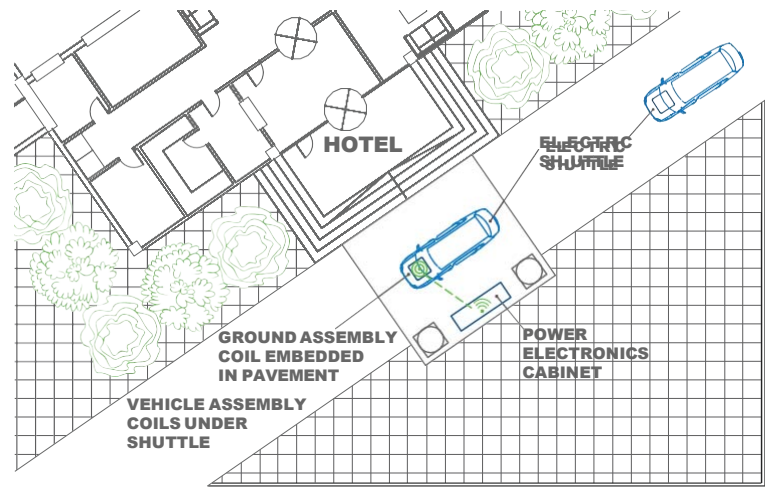 HOTEL
ELECTRIC
SHUTTLE
GROUND ASSEMBLY
COIL EMBEDDED
IN PAVEMENT
POWER
ELECTRONICS
CABINET
VEHICLE ASSEMBLY
COILS UNDER
SHUTTLE